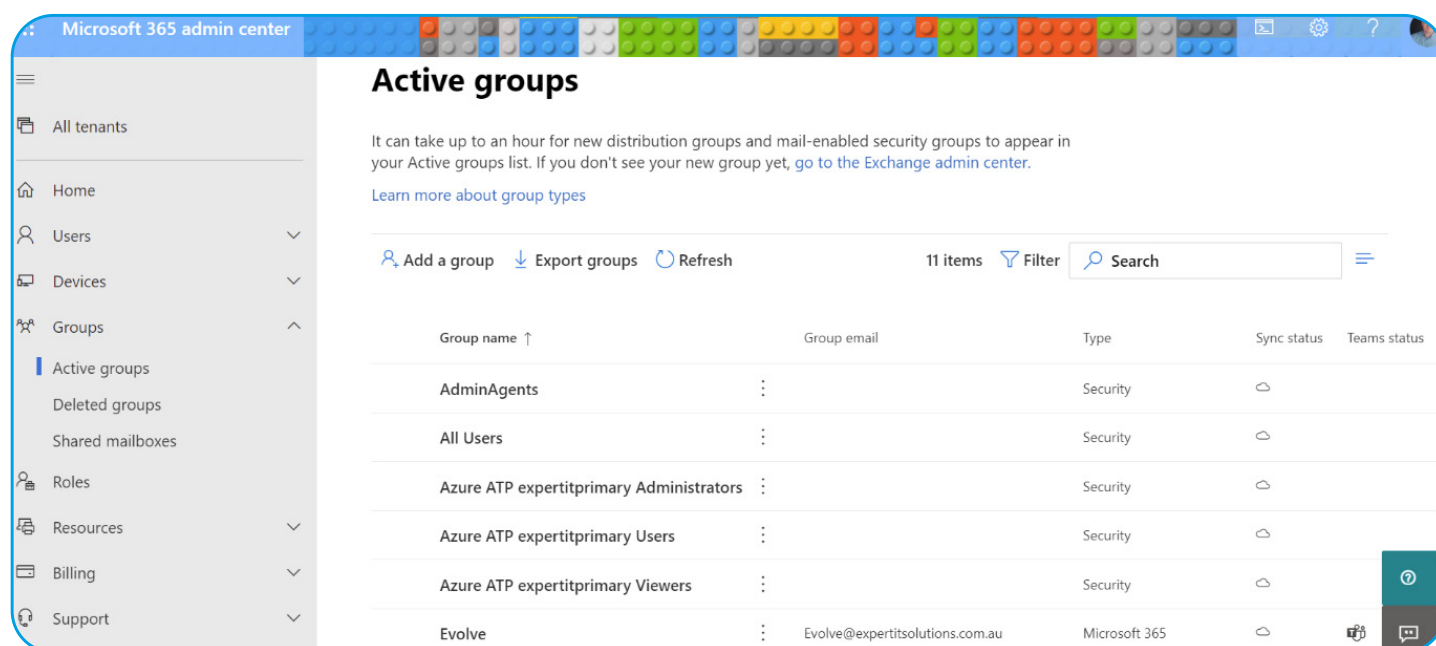 Microsoft 365 admin center
All tenants
Home
Users
Devices
Groups
Active groups
Deleted groups
Shared mailboxes
Roles
Resources
Billing
Support
Active groups
It can take up to an hour for new distribution groups and mail-enabled security groups to appear in
your Active groups list. If you don't see your new group yet, go to the Exchange admin center.
Learn more about group types
Add a group Export groups Refresh 11 items Filter Search
Group name ↑ Group email Type Sync status Teams status
AdminAgents Security
All Users Security
Azure ATP expertitprimary Administrators Security
Azure ATP expertitprimary Users Security
Azure ATP expertitprimary Viewers Security
Evolve Evolve@expertitsolutions.com.au Microsoft 365